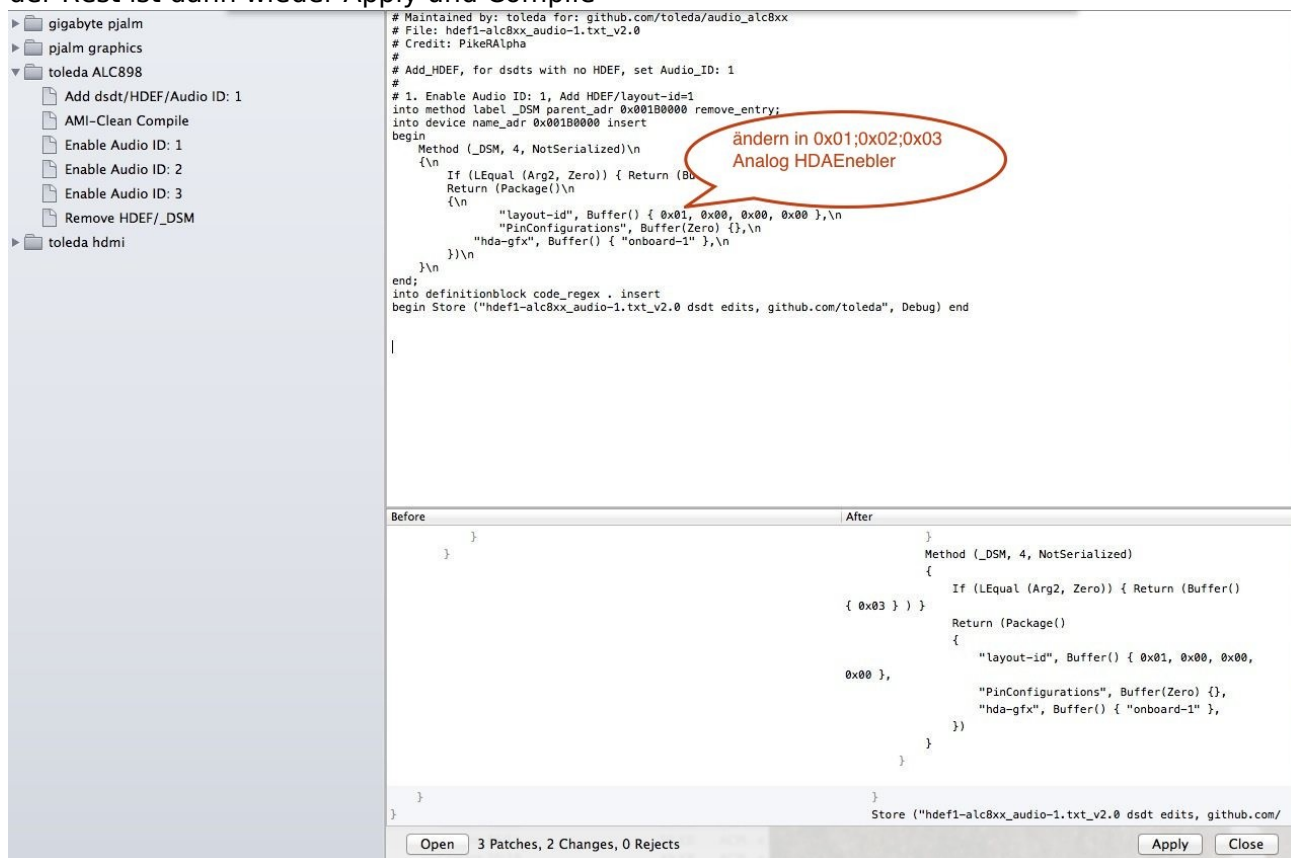 der Rest ist dann wieder Apply und Compile
gigabyte pjalm
pjalm graphics
toleda ALC898
Add dsdt/HDEF/Audio ID: 1
AMI-Clean Compile
Enable Audio ID: 1
Enable Audio ID: 2
Enable Audio ID: 3
Remove HDEF/_DSM
toleda hdmi
# Maintained by: toleda for: github.com/toleda/audio_alc8xx
# File: hdef1-alc8xx_audio-1.txt_v2.0
# Credit: PikeRAlpha
#
# Add_HDEF, for dsdts with no HDEF, set Audio_ID: 1
#
# 1. Enable Audio ID: 1, Add HDEF/layout-id=1
into method label _DSM parent_adr 0x001B0000 remove_entry;
into device name_adr 0x001B0000 insert
begin
Method (_DSM, 4, NotSerialized)\n
{\n
If (LEqual (Arg2, Zero)) { Return (Bu
Return (Package()\n
{\n
"layout-id", Buffer() { 0x01, 0x00, 0x00, 0x00 },\n
"PinConfigurations", Buffer(Zero) {},\n
"hda-gfx", Buffer() { "onboard-1" },\n
})\n
}\n
end;
into definitionblock code_regex . insert
begin Store ("hdef1-alc8xx_audio-1.txt_v2.0 dsdt edits, github.com/toleda", Debug) end
ändern in 0x01;0x02;0x03
Analog HDAEnebler
Before
}
}
}
}
After
}
Method (_DSM, 4, NotSerialized)
{
If (LEqual (Arg2, Zero)) { Return (Buffer()
{ 0x03 } ) }
Return (Package()
{
"layout-id", Buffer() { 0x01, 0x00, 0x00,
0x00 },
"PinConfigurations", Buffer(Zero) {},
"hda-gfx", Buffer() { "onboard-1" },
})
}
}
}
Store ("hdef1-alc8xx_audio-1.txt_v2.0 dsdt edits, github.com/
Open
3 Patches, 2 Changes, 0 Rejects
Apply
Close